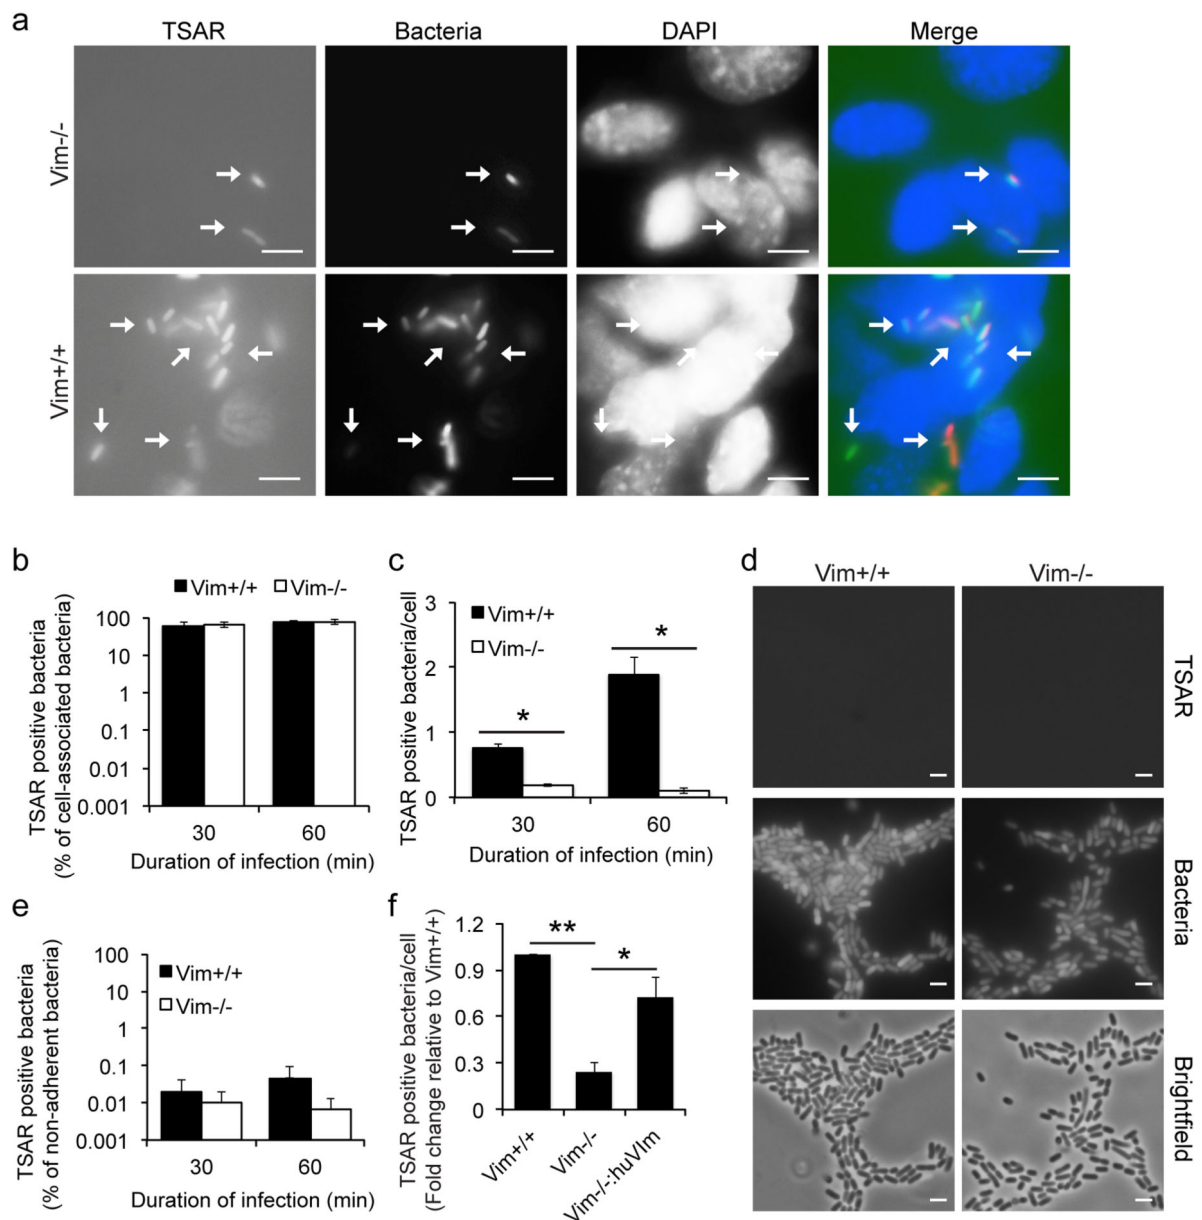 a
TSAR Bacteria DAPI Merge
Vim-/-
Vim+/+
b
Vim+/+ Vim-/-
TSAR positive bacteria
(% of cell-associated bacteria)
100
10
1
0.1
0.01
0.001
30 60
Duration of infection (min)
c
Vim+/+
Vim-/-
TSAR positive bacteria/cell
3
2
1
0
*
*
30 60
Duration of infection (min)
d
Vim+/+ Vim-/-
TSAR
Bacteria
Brightfield
e
Vim+/+
Vim-/-
TSAR positive bacteria
(% of non-adherent bacteria)
100
10
1
0.1
0.01
0.001
30 60
Duration of infection (min)
f
TSAR positive bacteria/cell
(Fold change relative to Vim+/+)
1.2
0.9
0.6
0.3
0
**
*
Vim+/+
Vim-/-
Vim-/-:huVIm